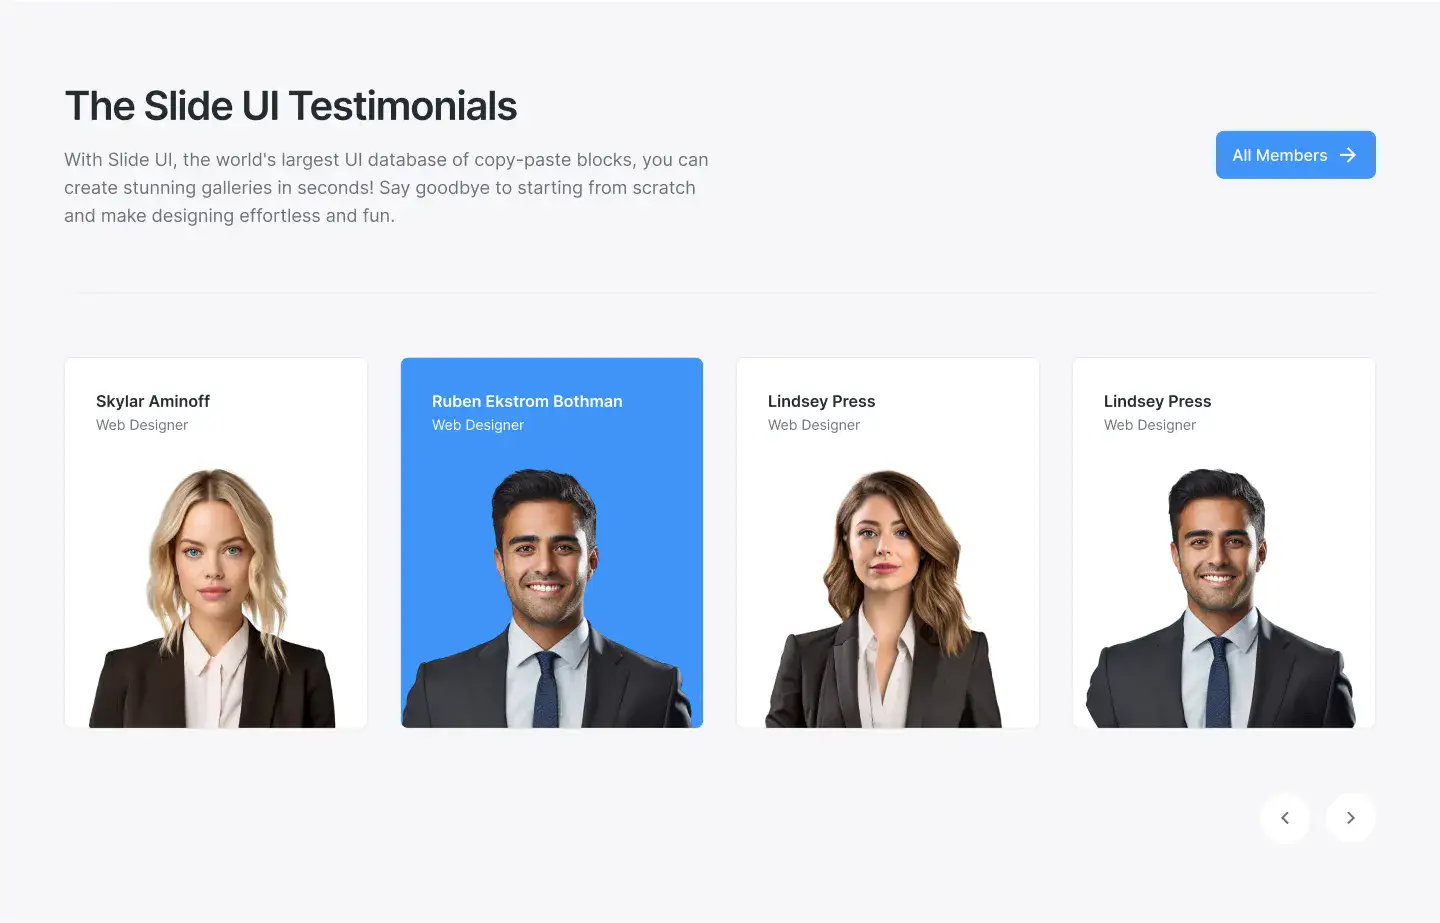 The Slide UI Testimonials
With Slide UI, the world's largest UI database of copy-paste blocks, you can
create stunning galleries in seconds! Say goodbye to starting from scratch
and make designing effortless and fun.
All Members
Skylar Aminoff
Web Designer
Ruben Ekstrom Bothman
Web Designer
Lindsey Press
Web Designer
Lindsey Press
Web Designer